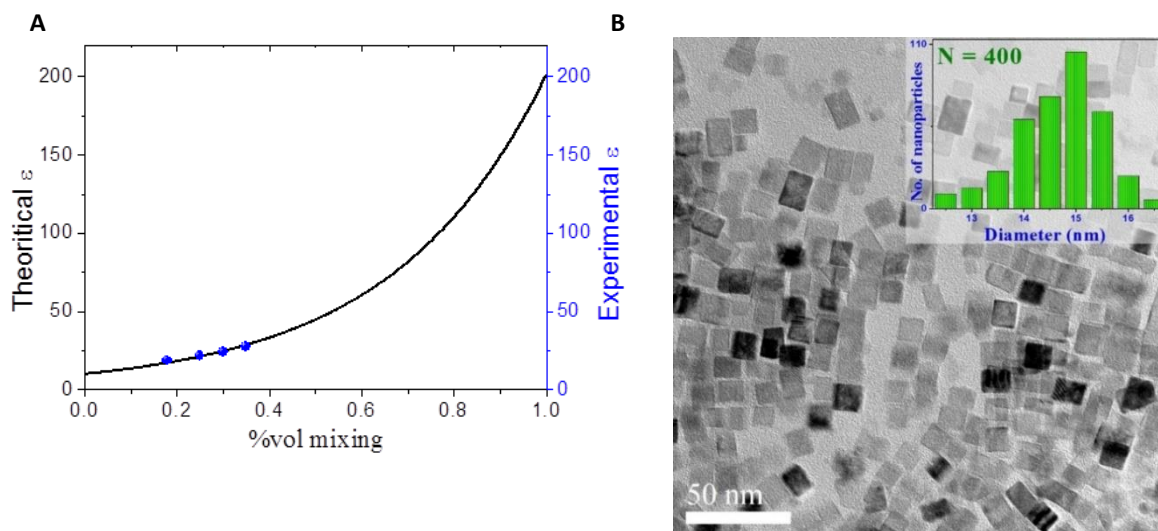 A
B
200
150
100
50
0
Theoritical ε
0.0 0.2 0.4 0.6 0.8 1.0
%vol mixing
200
150
100
50
0
Experimental ε
110
0
No. of nanoparticles
N = 400
13 14 15 16
Diameter (nm)
50 nm